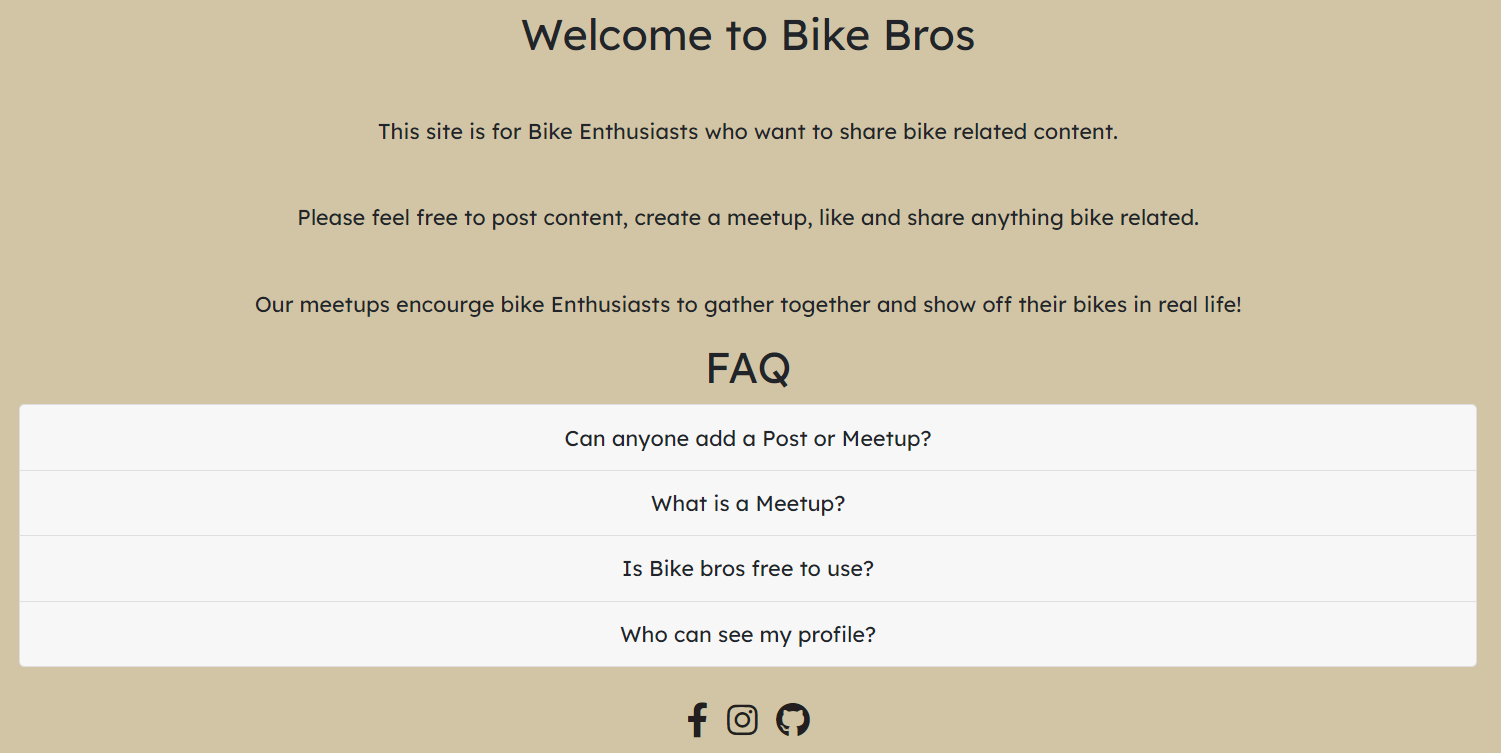 Welcome to Bike Bros
This site is for Bike Enthusiasts who want to share bike related content.
Please feel free to post content, create a meetup, like and share anything bike related.
Our meetups encourge bike Enthusiasts to gather together and show off their bikes in real life!
FAQ
Can anyone add a Post or Meetup?
What is a Meetup?
Is Bike bros free to use?
Who can see my profile?